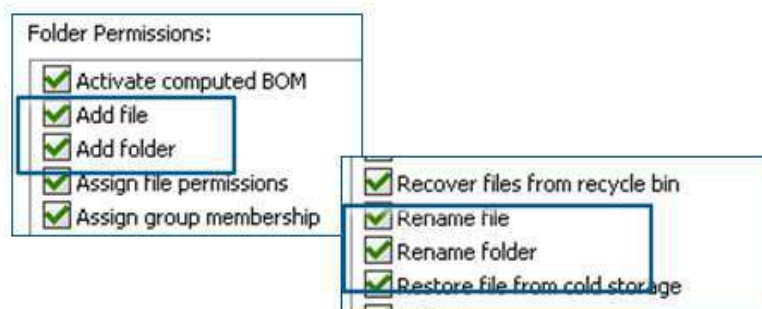 Folder Permissions:
Activate computed BOM
Add file
Add folder
Assign file permissions
Assign group membership
Recover files from recycle bin
Rename file
Rename folder
Restore file from cold storage